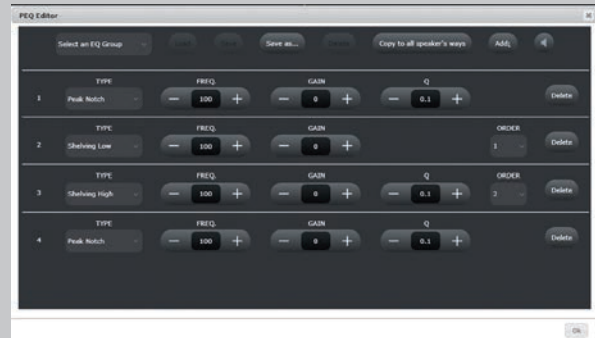 PEQ Editor
Select an EQ Group Load Save Save as... Delete Copy to all speaker's ways Add
TYPE FREQ. GAIN Q
1 Peak Notch 100 0 0.1 Delete
TYPE FREQ. GAIN ORDER
2 Shelving Low 100 0 1 Delete
TYPE FREQ. GAIN Q ORDER
3 Shelving High 100 0 0.1 2 Delete
TYPE FREQ. GAIN Q
4 Peak Notch 100 0 0.1 Delete
Ok